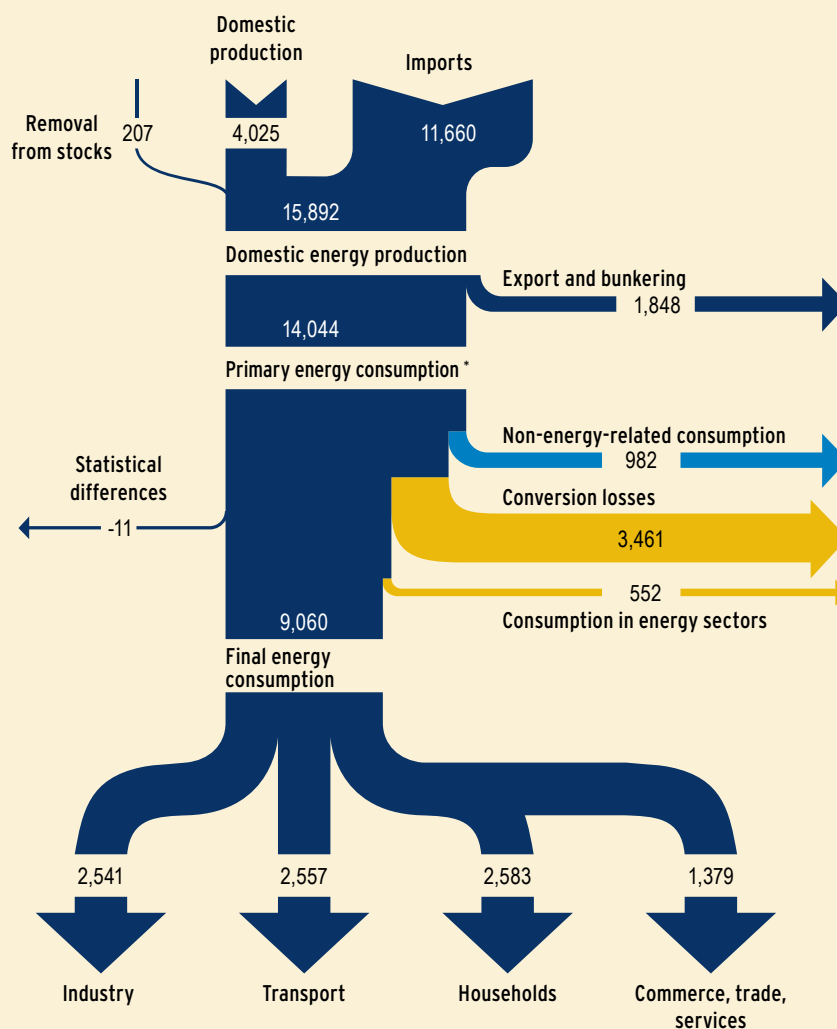 Domestic
production
Imports
Removal
from stocks
207
4,025
11,660
15,892
Domestic energy production
Export and bunkering
1,848
14,044
Primary energy consumption *
Non-energy-related consumption
982
Statistical
differences
-11
Conversion losses
3,461
552
Consumption in energy sectors
9,060
Final energy
consumption
2,541
2,557
2,583
1,379
Industry
Transport
Households
Commerce, trade,
services